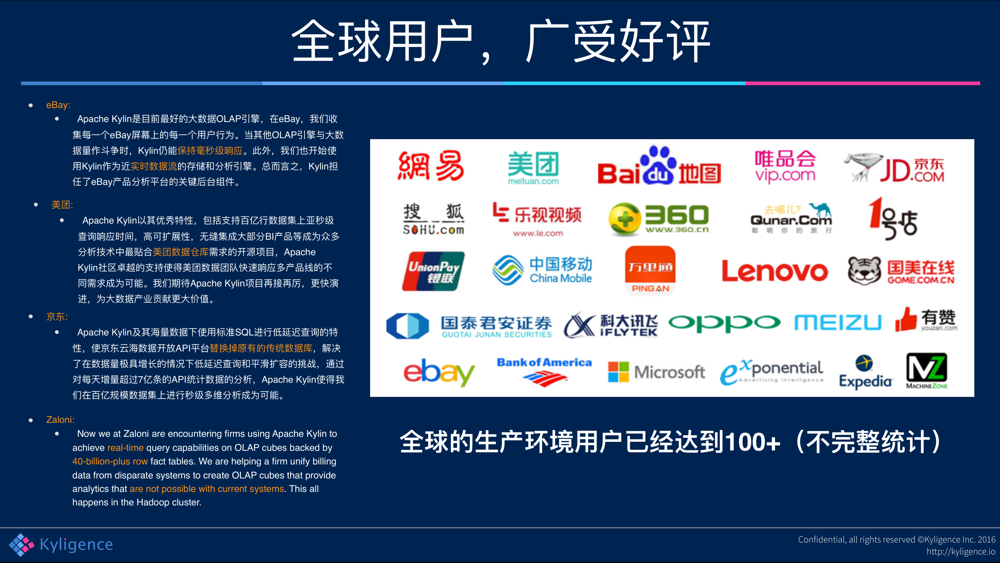 全球用户，广受好评
eBay:
Apache Kylin是目前最好的大数据OLAP引擎，在eBay，我们收
集每一个eBay屏幕上的每一个用户行为。当其他OLAP引擎与大数
据量作斗争时，Kylin仍能保持毫秒级响应。此外，我们也开始使
用Kylin作为近实时数据流的存储和分析引擎。总而言之，Kylin担
任了eBay产品分析平台的关键后台组件。
美团:
Apache Kylin以其优秀特性，包括支持百亿行数据集上亚秒级
查询响应时间，高可扩展性，无缝集成大部分BI产品等成为众多
分析技术中最贴合美团数据仓库需求的开源项目，Apache
Kylin社区卓越的支持使得美团数据团队快速响应多产品线的不
同需求成为可能。我们期待Apache Kylin项目再接再厉，更快演
进，为大数据产业贡献更大价值。
京东:
Apache Kylin及其海量数据下使用标准SQL进行低延迟查询的特
性，使京东云海数据开放API平台替换掉原有的传统数据库，解决
了在数据量极具增长的情况下低延迟查询和平滑扩容的挑战，通过
对每天增量超过7亿条的API统计数据的分析，Apache Kylin使得我
们在百亿规模数据集上进行秒级多维分析成为可能。
Zaloni:
Now we at Zaloni are encountering firms using Apache Kylin to
achieve real-time query capabilities on OLAP cubes backed by
40-billion-plus row fact tables. We are helping a firm unify billing
data from disparate systems to create OLAP cubes that provide
analytics that are not possible with current systems. This all
happens in the Hadoop cluster.
網易
美团
meituan.com
Bai du 地图
唯品会
vip.com
JD.COM 京东
搜狐
SOHU.com
乐视视频
www.le.com
360
www.360.cn
去哪儿?
Qunar.Com
聪明你的旅行
1号店
UnionPay
银联
中国移动
China Mobile
万里通
PINGAN
Lenovo
国美在线
GOME.COM.CN
国泰君安证券
GUOTAI JUNAN SECURITIES
科大讯飞
iFLYTEK
oppo
MEIZU
有赞
youzan.com
ebay
Bank of America
Microsoft
exponential
Advertising Intelligence
Expedia
MZ
MACHINE ZONE
全球的生产环境用户已经达到100+（不完整统计）
Kyligence
Confidential, all rights reserved ©Kyligence Inc. 2016
http://kyligence.io